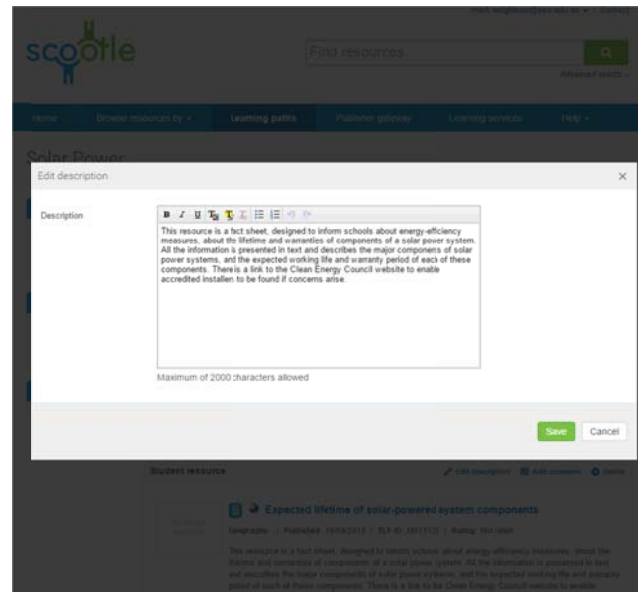 scootle
Find resources
Advanced search
Home Browse resources by Learning paths Publisher gateway Learning services Help
Solar Power
Edit description ×
Description
B I U
This resource is a fact sheet, designed to inform schools about energy-effciency
measures, about the lifetime and warranties of components of a solar power system.
All the information is presented in text and describes the major components of solar
power systems, and the expected working life and warranty period of each of these
components. There is a link to the Clean Energy Council website to enable
accredited installers to be found if concerns arise.
Maximum of 2000 characters allowed
Save Cancel
Student resource Edit description Add comment Delete
Expected lifetime of solar-powered system components
Geography
This resource is a fact sheet, designed to inform schools about energy-efficiency measures, about the
lifetime and warranties of components of a solar power system. All the information is presented in text
and describes the major components of solar power systems, and the expected working life and warranty
period of each of these components. There is a link to the Clean Energy Council website to enable